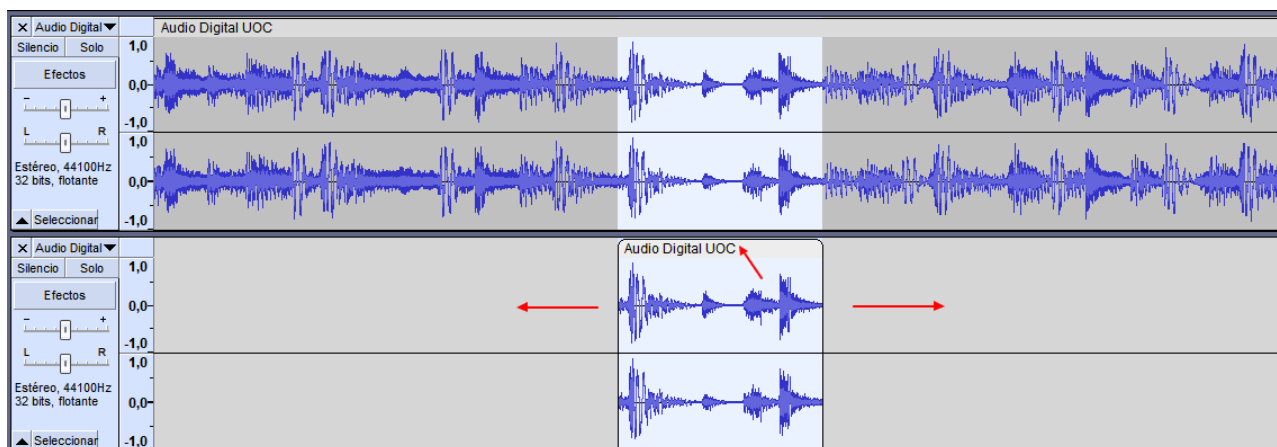 Audio Digital Audio Digital UOC
Silencio Solo
Efectos
- +
L R
Estéreo, 44100Hz
32 bits, flotante
Seleccionar
1,0
0,0
-1,0
1,0
0,0
-1,0
Audio Digital Audio Digital UOC
Silencio Solo
Efectos
- +
L R
Estéreo, 44100Hz
32 bits, flotante
Seleccionar
1,0
0,0
-1,0
1,0
0,0
-1,0